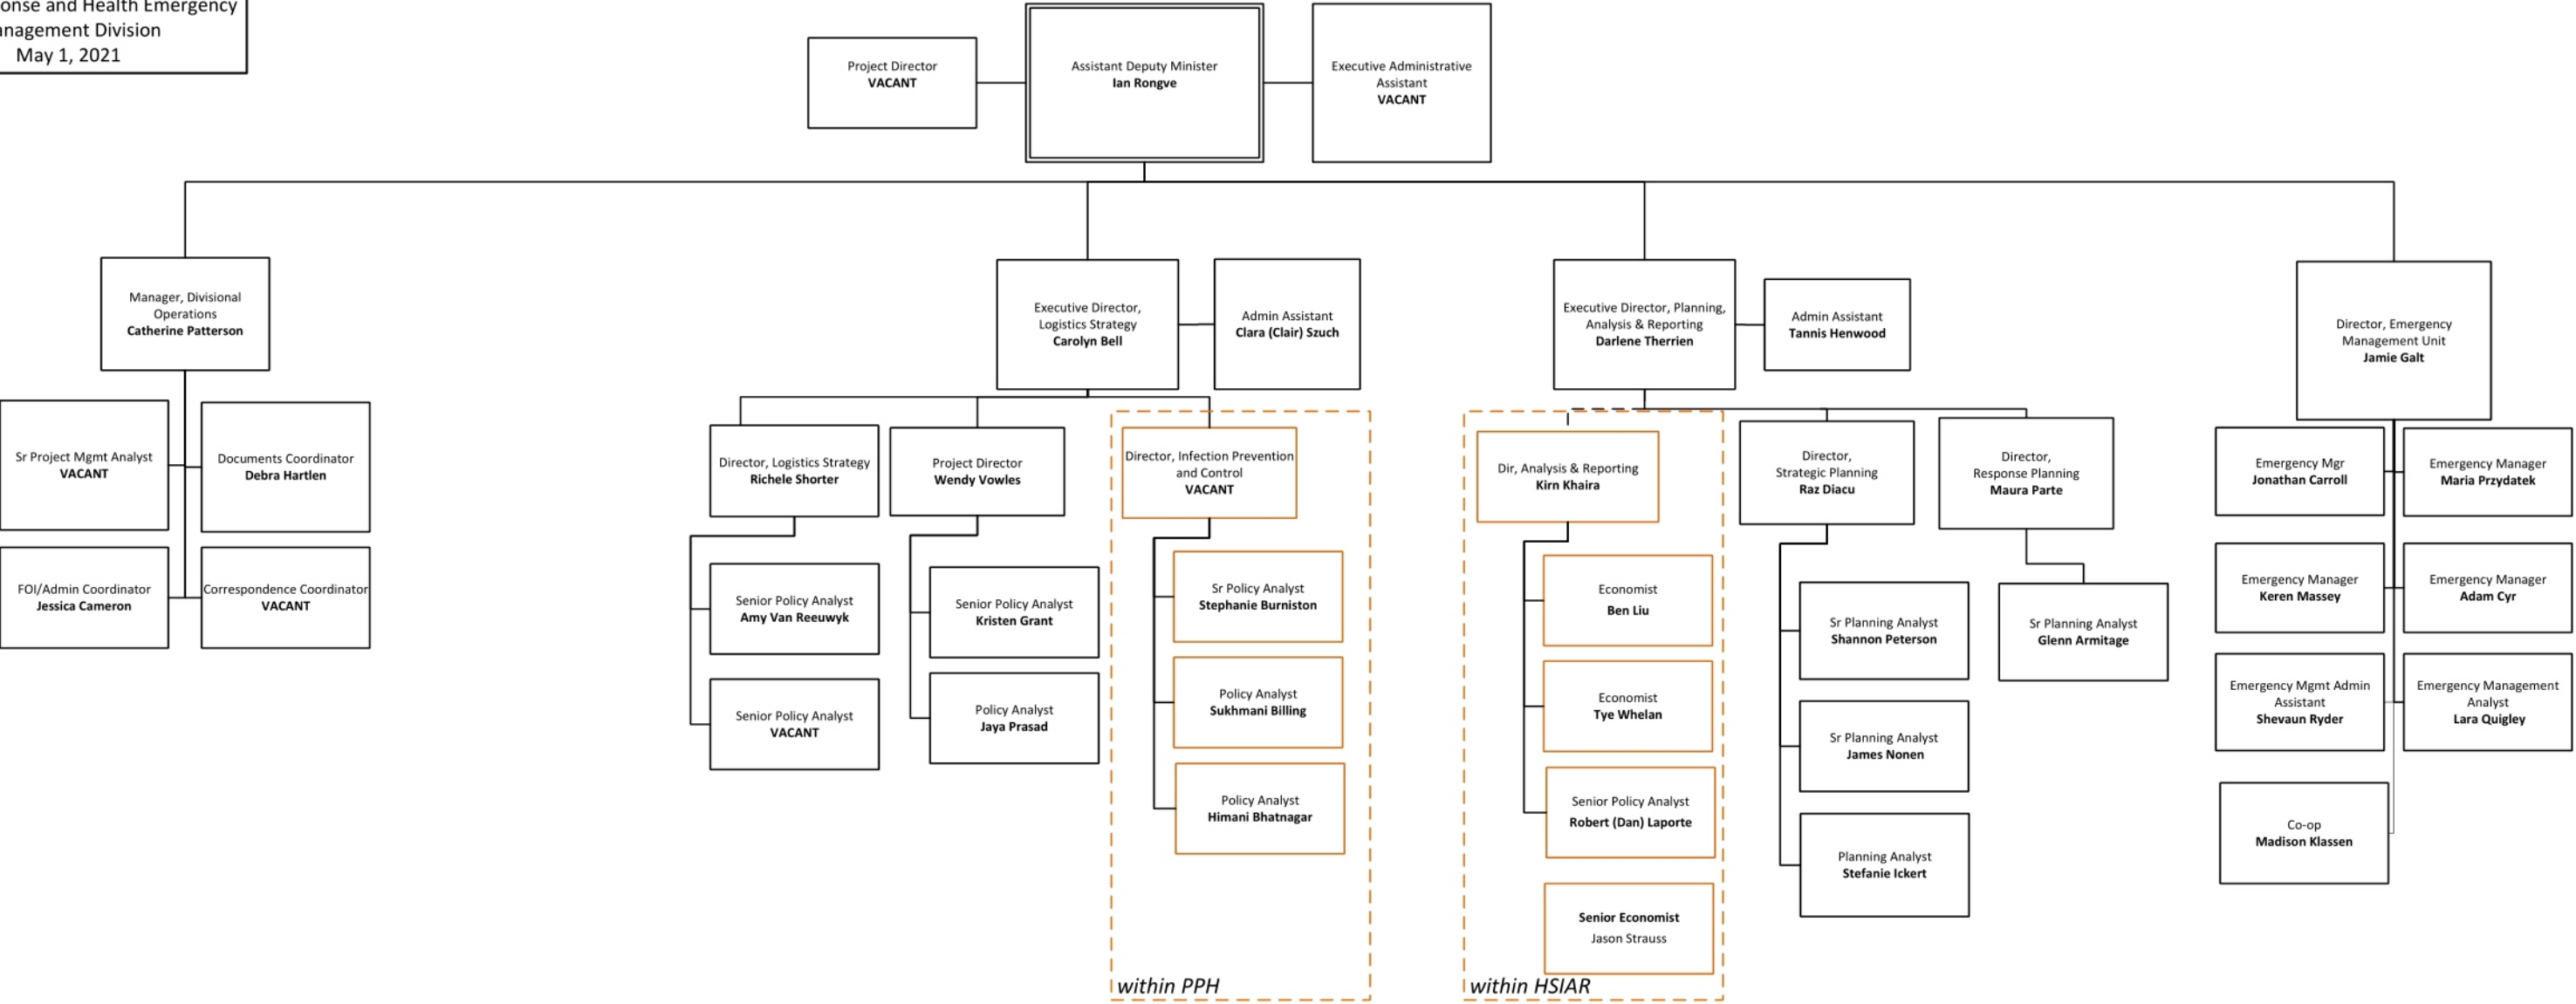 onse and Health Emergency
nagement Division
May 1, 2021
Project Director
VACANT
Assistant Deputy Minister
Ian Rongve
Executive Administrative
Assistant
VACANT
Manager, Divisional
Operations
Catherine Patterson
Executive Director,
Logistics Strategy
Carolyn Bell
Admin Assistant
Clara (Clair) Szuch
Executive Director, Planning,
Analysis & Reporting
Darlene Therrien
Admin Assistant
Tannis Henwood
Director, Emergency
Management Unit
Jamie Galt
Sr Project Mgmt Analyst
VACANT
Documents Coordinator
Debra Hartlen
FOI/Admin Coordinator
Jessica Cameron
Correspondence Coordinator
VACANT
Director, Logistics Strategy
Richele Shorter
Senior Policy Analyst
Amy Van Reeuwyk
Senior Policy Analyst
VACANT
Project Director
Wendy Vowles
Senior Policy Analyst
Kristen Grant
Policy Analyst
Jaya Prasad
Director, Infection Prevention
and Control
VACANT
Sr Policy Analyst
Stephanie Burniston
Policy Analyst
Sukhmani Billing
Policy Analyst
Himani Bhatnagar
within PPH
Dir, Analysis & Reporting
Kirn Khaira
Economist
Ben Liu
Economist
Tye Whelan
Senior Policy Analyst
Robert (Dan) Laporte
Senior Economist
Jason Strauss
within HSIAR
Director,
Strategic Planning
Raz Diacu
Sr Planning Analyst
Shannon Peterson
Sr Planning Analyst
James Nonen
Planning Analyst
Stefanie Ickert
Director,
Response Planning
Maura Parte
Sr Planning Analyst
Glenn Armitage
Emergency Mgr
Jonathan Carroll
Emergency Manager
Maria Przydatek
Emergency Manager
Keren Massey
Emergency Manager
Adam Cyr
Emergency Mgmt Admin
Assistant
Shevaun Ryder
Emergency Management
Analyst
Lara Quigley
Co-op
Madison Klassen